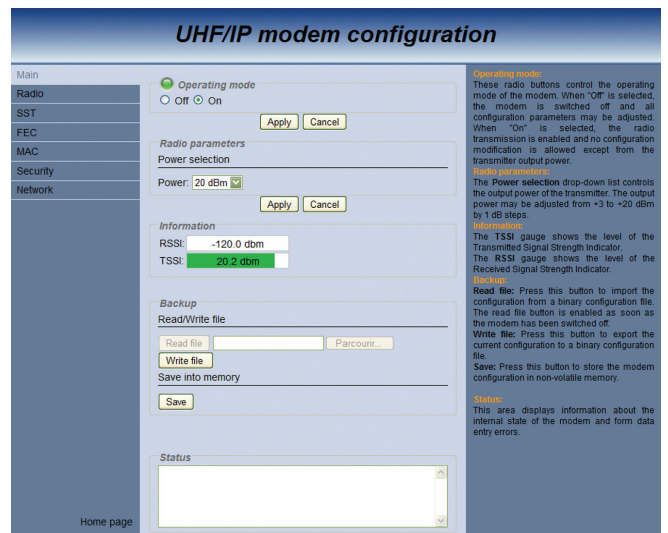 UHF/IP modem configuration
Main
Radio
SST
FEC
MAC
Security
Network
Home page
Operating mode
Off On
Apply Cancel
Radio parameters
Power selection
Power: 20 dBm
Apply Cancel
Information
RSSI: -120.0 dbm
TSSI: 20.2 dbm
Backup
Read/Write file
Read file Parcourir...
Write file
Save into memory
Save
Status
Operating mode:
These radio buttons control the operating
mode of the modem. When "Off" is selected,
the modem is switched off and all
configuration parameters may be adjusted.
When "On" is selected, the radio
transmission is enabled and no configuration
modification is allowed except from the
transmitter output power.
Radio parameters:
The Power selection drop-down list controls
the output power of the transmitter. The output
power may be adjusted from +3 to +20 dBm
by 1 dB steps.
Information:
The TSSI gauge shows the level of the
Transmitted Signal Strength Indicator.
The RSSI gauge shows the level of the
Received Signal Strength Indicator.
Backup:
Read file: Press this button to import the
configuration from a binary configuration file.
The read file button is enabled as soon as
the modem has been switched off.
Write file: Press this button to export the
current configuration to a binary configuration
file.
Save: Press this button to store the modem
configuration in non-volatile memory.
Status:
This area displays information about the
internal state of the modem and form data
entry errors.